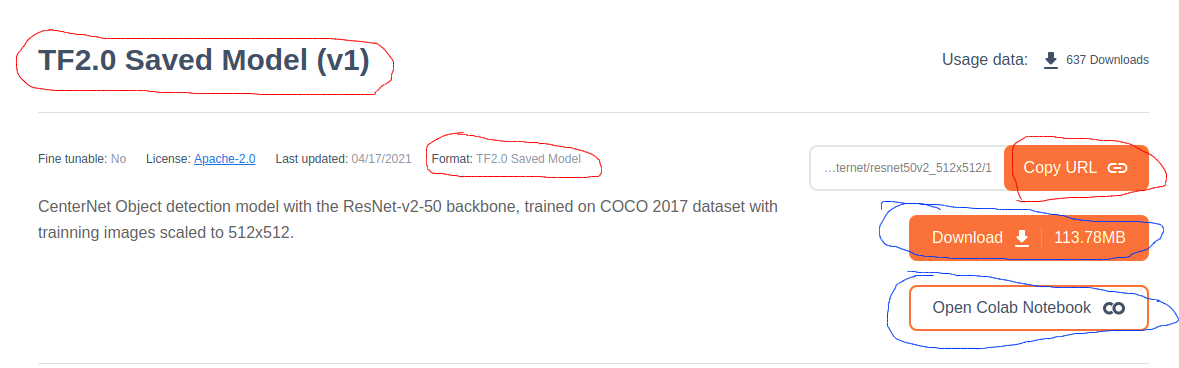 TF2.0 Saved Model (v1)
Usage data: 637 Downloads
Fine tunable: No License: Apache-2.0 Last updated: 04/17/2021 Format: TF2.0 Saved Model
...ternet/resnet50v2_512x512/1 Copy URL
CenterNet Object detection model with the ResNet-v2-50 backbone, trained on COCO 2017 dataset with
trainning images scaled to 512x512.
Download 113.78MB
Open Colab Notebook